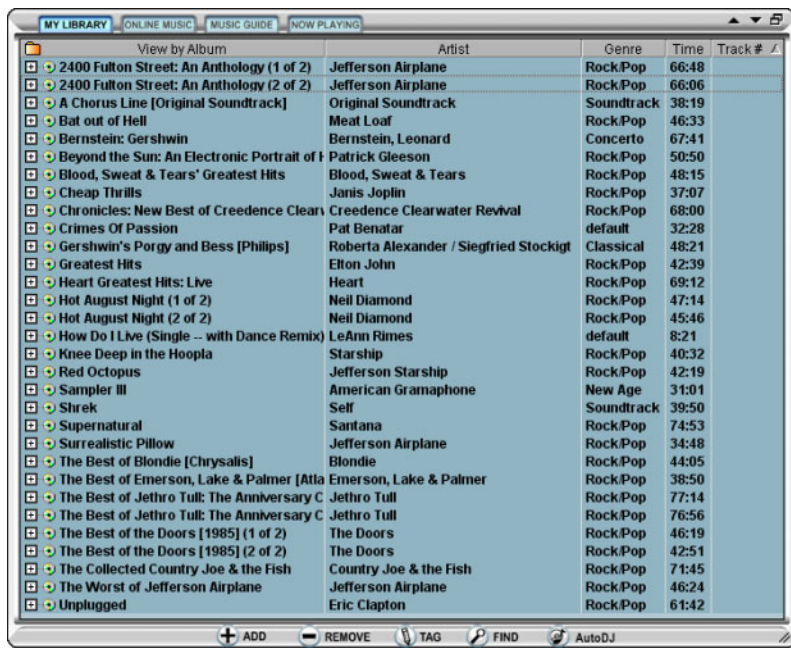 MY LIBRARY ONLINE MUSIC MUSIC GUIDE NOW PLAYING
View by Album Artist Genre Time Track #
2400 Fulton Street: An Anthology (1 of 2) Jefferson Airplane Rock/Pop 66:48
2400 Fulton Street: An Anthology (2 of 2) Jefferson Airplane Rock/Pop 66:06
A Chorus Line [Original Soundtrack] Original Soundtrack Soundtrack 38:19
Bat out of Hell Meat Loaf Rock/Pop 46:33
Bernstein: Gershwin Bernstein, Leonard Concerto 67:41
Beyond the Sun: An Electronic Portrait of H Patrick Gleeson Rock/Pop 50:50
Blood, Sweat & Tears' Greatest Hits Blood, Sweat & Tears Rock/Pop 48:15
Cheap Thrills Janis Joplin Rock/Pop 37:07
Chronicles: New Best of Creedence Clearw Creedence Clearwater Revival Rock/Pop 68:00
Crimes Of Passion Pat Benatar default 32:28
Gershwin's Porgy and Bess [Philips] Roberta Alexander / Siegfried Stockigt Classical 48:21
Greatest Hits Elton John Rock/Pop 42:39
Heart Greatest Hits: Live Heart Rock/Pop 69:12
Hot August Night (1 of 2) Neil Diamond Rock/Pop 47:14
Hot August Night (2 of 2) Neil Diamond Rock/Pop 45:46
How Do I Live (Single -- with Dance Remix) LeAnn Rimes default 8:21
Knee Deep in the Hoopla Starship Rock/Pop 40:32
Red Octopus Jefferson Starship Rock/Pop 42:19
Sampler III American Gramaphone New Age 31:01
Shrek Self Soundtrack 39:50
Supernatural Santana Rock/Pop 74:53
Surrealistic Pillow Jefferson Airplane Rock/Pop 34:48
The Best of Blondie [Chrysalis] Blondie Rock/Pop 44:05
The Best of Emerson, Lake & Palmer [Atla Emerson, Lake & Palmer Rock/Pop 38:50
The Best of Jethro Tull: The Anniversary C Jethro Tull Rock/Pop 77:14
The Best of Jethro Tull: The Anniversary C Jethro Tull Rock/Pop 76:56
The Best of the Doors [1985] (1 of 2) The Doors Rock/Pop 46:19
The Best of the Doors [1985] (2 of 2) The Doors Rock/Pop 42:51
The Collected Country Joe & the Fish Country Joe & the Fish Rock/Pop 71:45
The Worst of Jefferson Airplane Jefferson Airplane Rock/Pop 46:24
Unplugged Eric Clapton Rock/Pop 61:42
ADD REMOVE TAG FIND AutoDJ